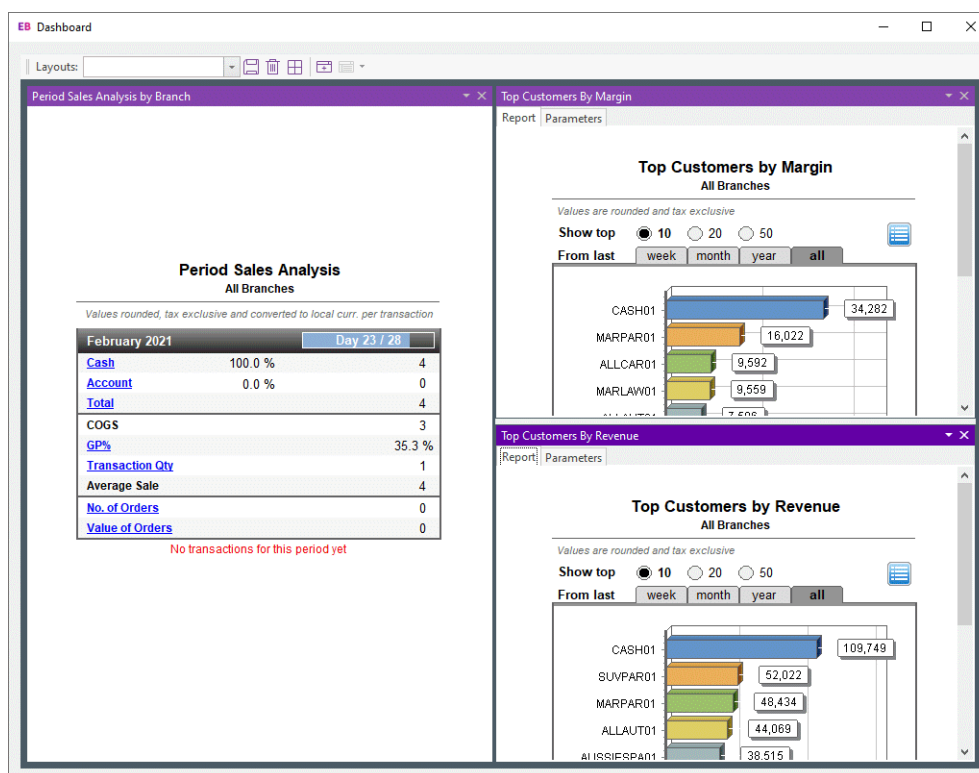 EB Dashboard
Layouts:
Period Sales Analysis by Branch
Period Sales Analysis
All Branches
Values rounded, tax exclusive and converted to local curr. per transaction
February 2021 Day 23 / 28
Cash 100.0 % 4
Account 0.0 % 0
Total 4
COGS 3
GP% 35.3 %
Transaction Qty 1
Average Sale 4
No. of Orders 0
Value of Orders 0
No transactions for this period yet
Top Customers By Margin
Report Parameters
Top Customers by Margin
All Branches
Values are rounded and tax exclusive
Show top 10 20 50
From last week month year all
CASH01 34,282
MARPAR01 16,022
ALLCAR01 9,592
MARLAW01 9,559
ALLAUT01
Top Customers By Revenue
Report Parameters
Top Customers by Revenue
All Branches
Values are rounded and tax exclusive
Show top 10 20 50
From last week month year all
CASH01 109,749
SUVPAR01 52,022
MARPAR01 48,434
ALLAUT01 44,069
AUSSIESPA01 38,515